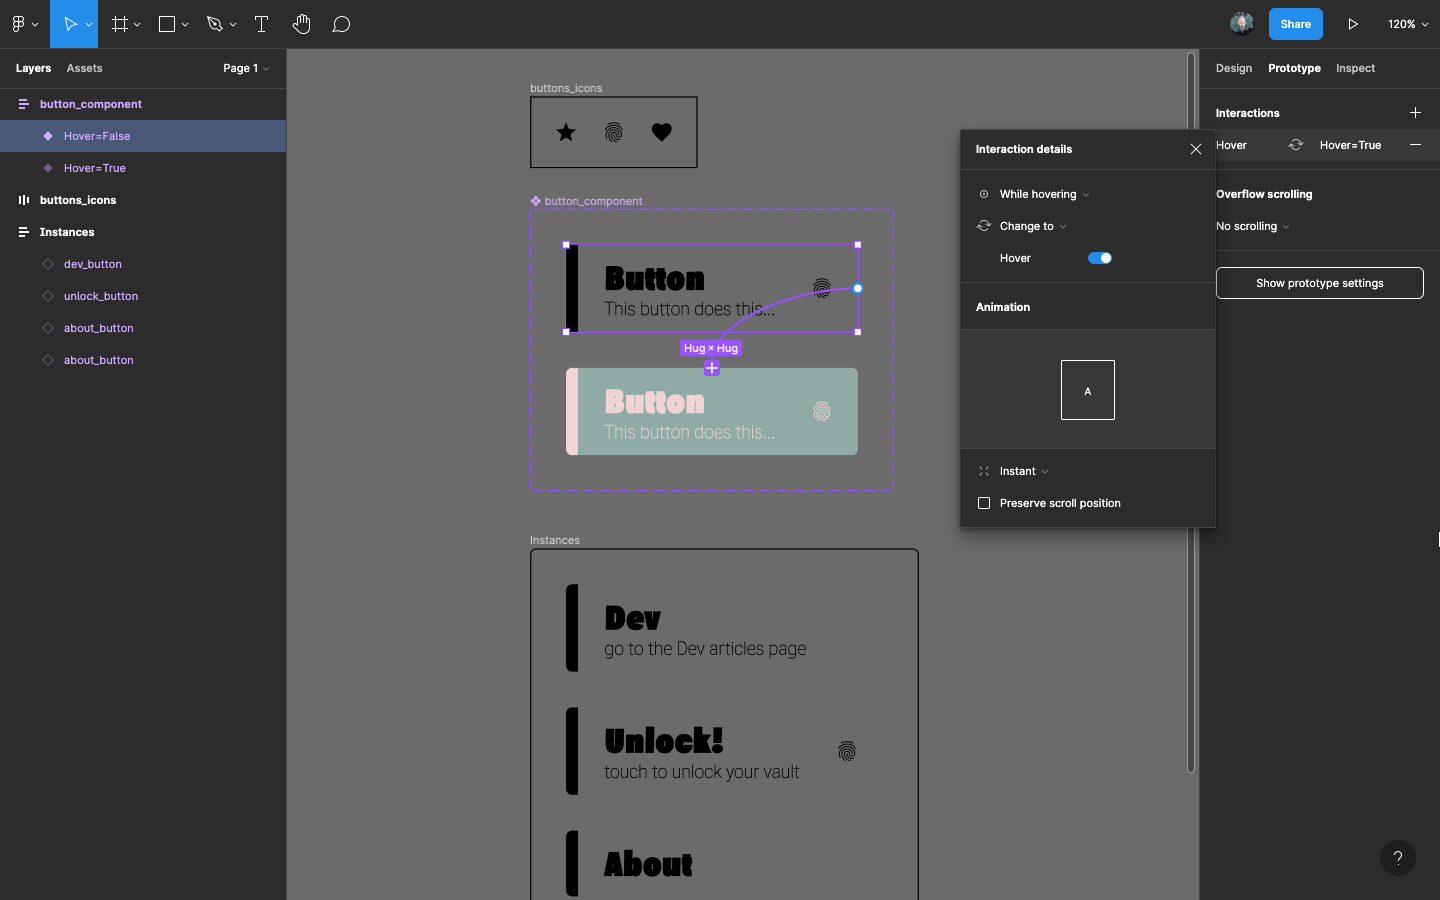 Share
120%
Layers
Assets
Page 1
button_component
Hover=False
Hover=True
buttons_icons
Instances
dev_button
unlock_button
about_button
about_button
buttons_icons
button_component
Button
This button does this...
Hug × Hug
Button
This button does this...
Instances
Dev
go to the Dev articles page
Unlock!
touch to unlock your vault
About
Interaction details
While hovering
Change to
Hover
Animation
A
Instant
Preserve scroll position
Design
Prototype
Inspect
Interactions
Hover
Hover=True
Overflow scrolling
No scrolling
Show prototype settings
?